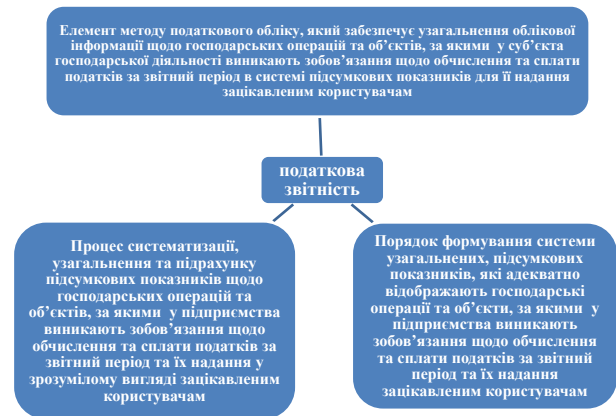 Елемент методу податкового обліку, який забезпечує узагальнення облікової
інформації щодо господарських операцій та об’єктів, за якими у суб’єкта
господарської діяльності виникають зобов’язання щодо обчислення та сплати
податків за звітний період в системі підсумкових показників для її надання
зацікавленим користувачам
податкова
звітність
Процес систематизації,
узагальнення та підрахунку
підсумкових показників щодо
господарських операцій та
об’єктів, за якими у підприємства
виникають зобов’язання щодо
обчислення та сплати податків за
звітний період та їх надання у
зрозумілому вигляді зацікавленим
користувачам
Порядок формування системи
узагальнених, підсумкових
показників, які адекватно
відображають господарські
операції та об’єкти, за якими у
підприємства виникають
зобов’язання щодо обчислення
та сплати податків за звітний
період та їх надання
зацікавленим користувачам